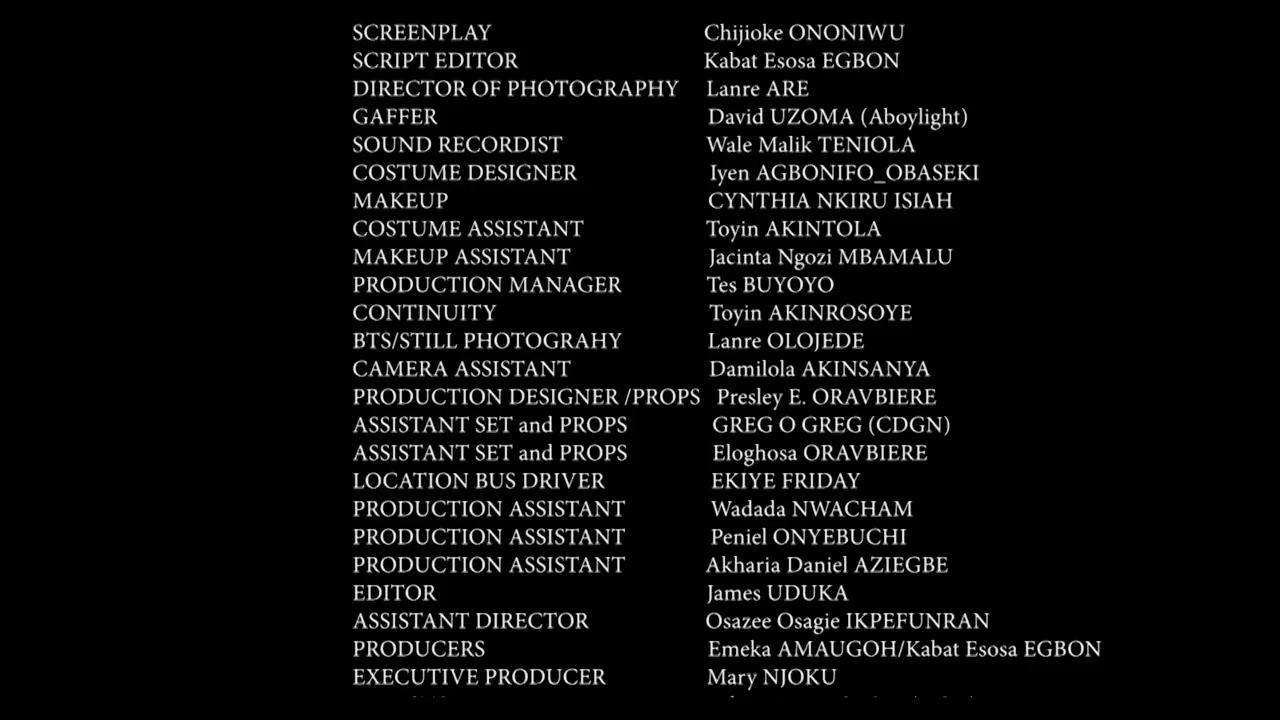 SCREENPLAY Chijioke ONONIWU
SCRIPT EDITOR Kabat Esosa EGBON
DIRECTOR OF PHOTOGRAPHY Lanre ARE
GAFFER David UZOMA (Aboylight)
SOUND RECORDIST Wale Malik TENIOLA
COSTUME DESIGNER Iyen AGBONIFO_OBASEKI
MAKEUP CYNTHIA NKIRU ISIAH
COSTUME ASSISTANT Toyin AKINTOLA
MAKEUP ASSISTANT Jacinta Ngozi MBAMALU
PRODUCTION MANAGER Tes BUYOYO
CONTINUITY Toyin AKINROSOYE
BTS/STILL PHOTOGRAHY Lanre OLOJEDE
CAMERA ASSISTANT Damilola AKINSANYA
PRODUCTION DESIGNER /PROPS Presley E. ORAVBIERE
ASSISTANT SET and PROPS GREG O GREG (CDGN)
ASSISTANT SET and PROPS Eloghosa ORAVBIERE
LOCATION BUS DRIVER EKIYE FRIDAY
PRODUCTION ASSISTANT Wadada NWACHAM
PRODUCTION ASSISTANT Peniel ONYEBUCHI
PRODUCTION ASSISTANT Akharia Daniel AZIEGBE
EDITOR James UDUKA
ASSISTANT DIRECTOR Osazee Osagie IKPEFUNRAN
PRODUCERS Emeka AMAUGOH/Kabat Esosa EGBON
EXECUTIVE PRODUCER Mary NJOKU